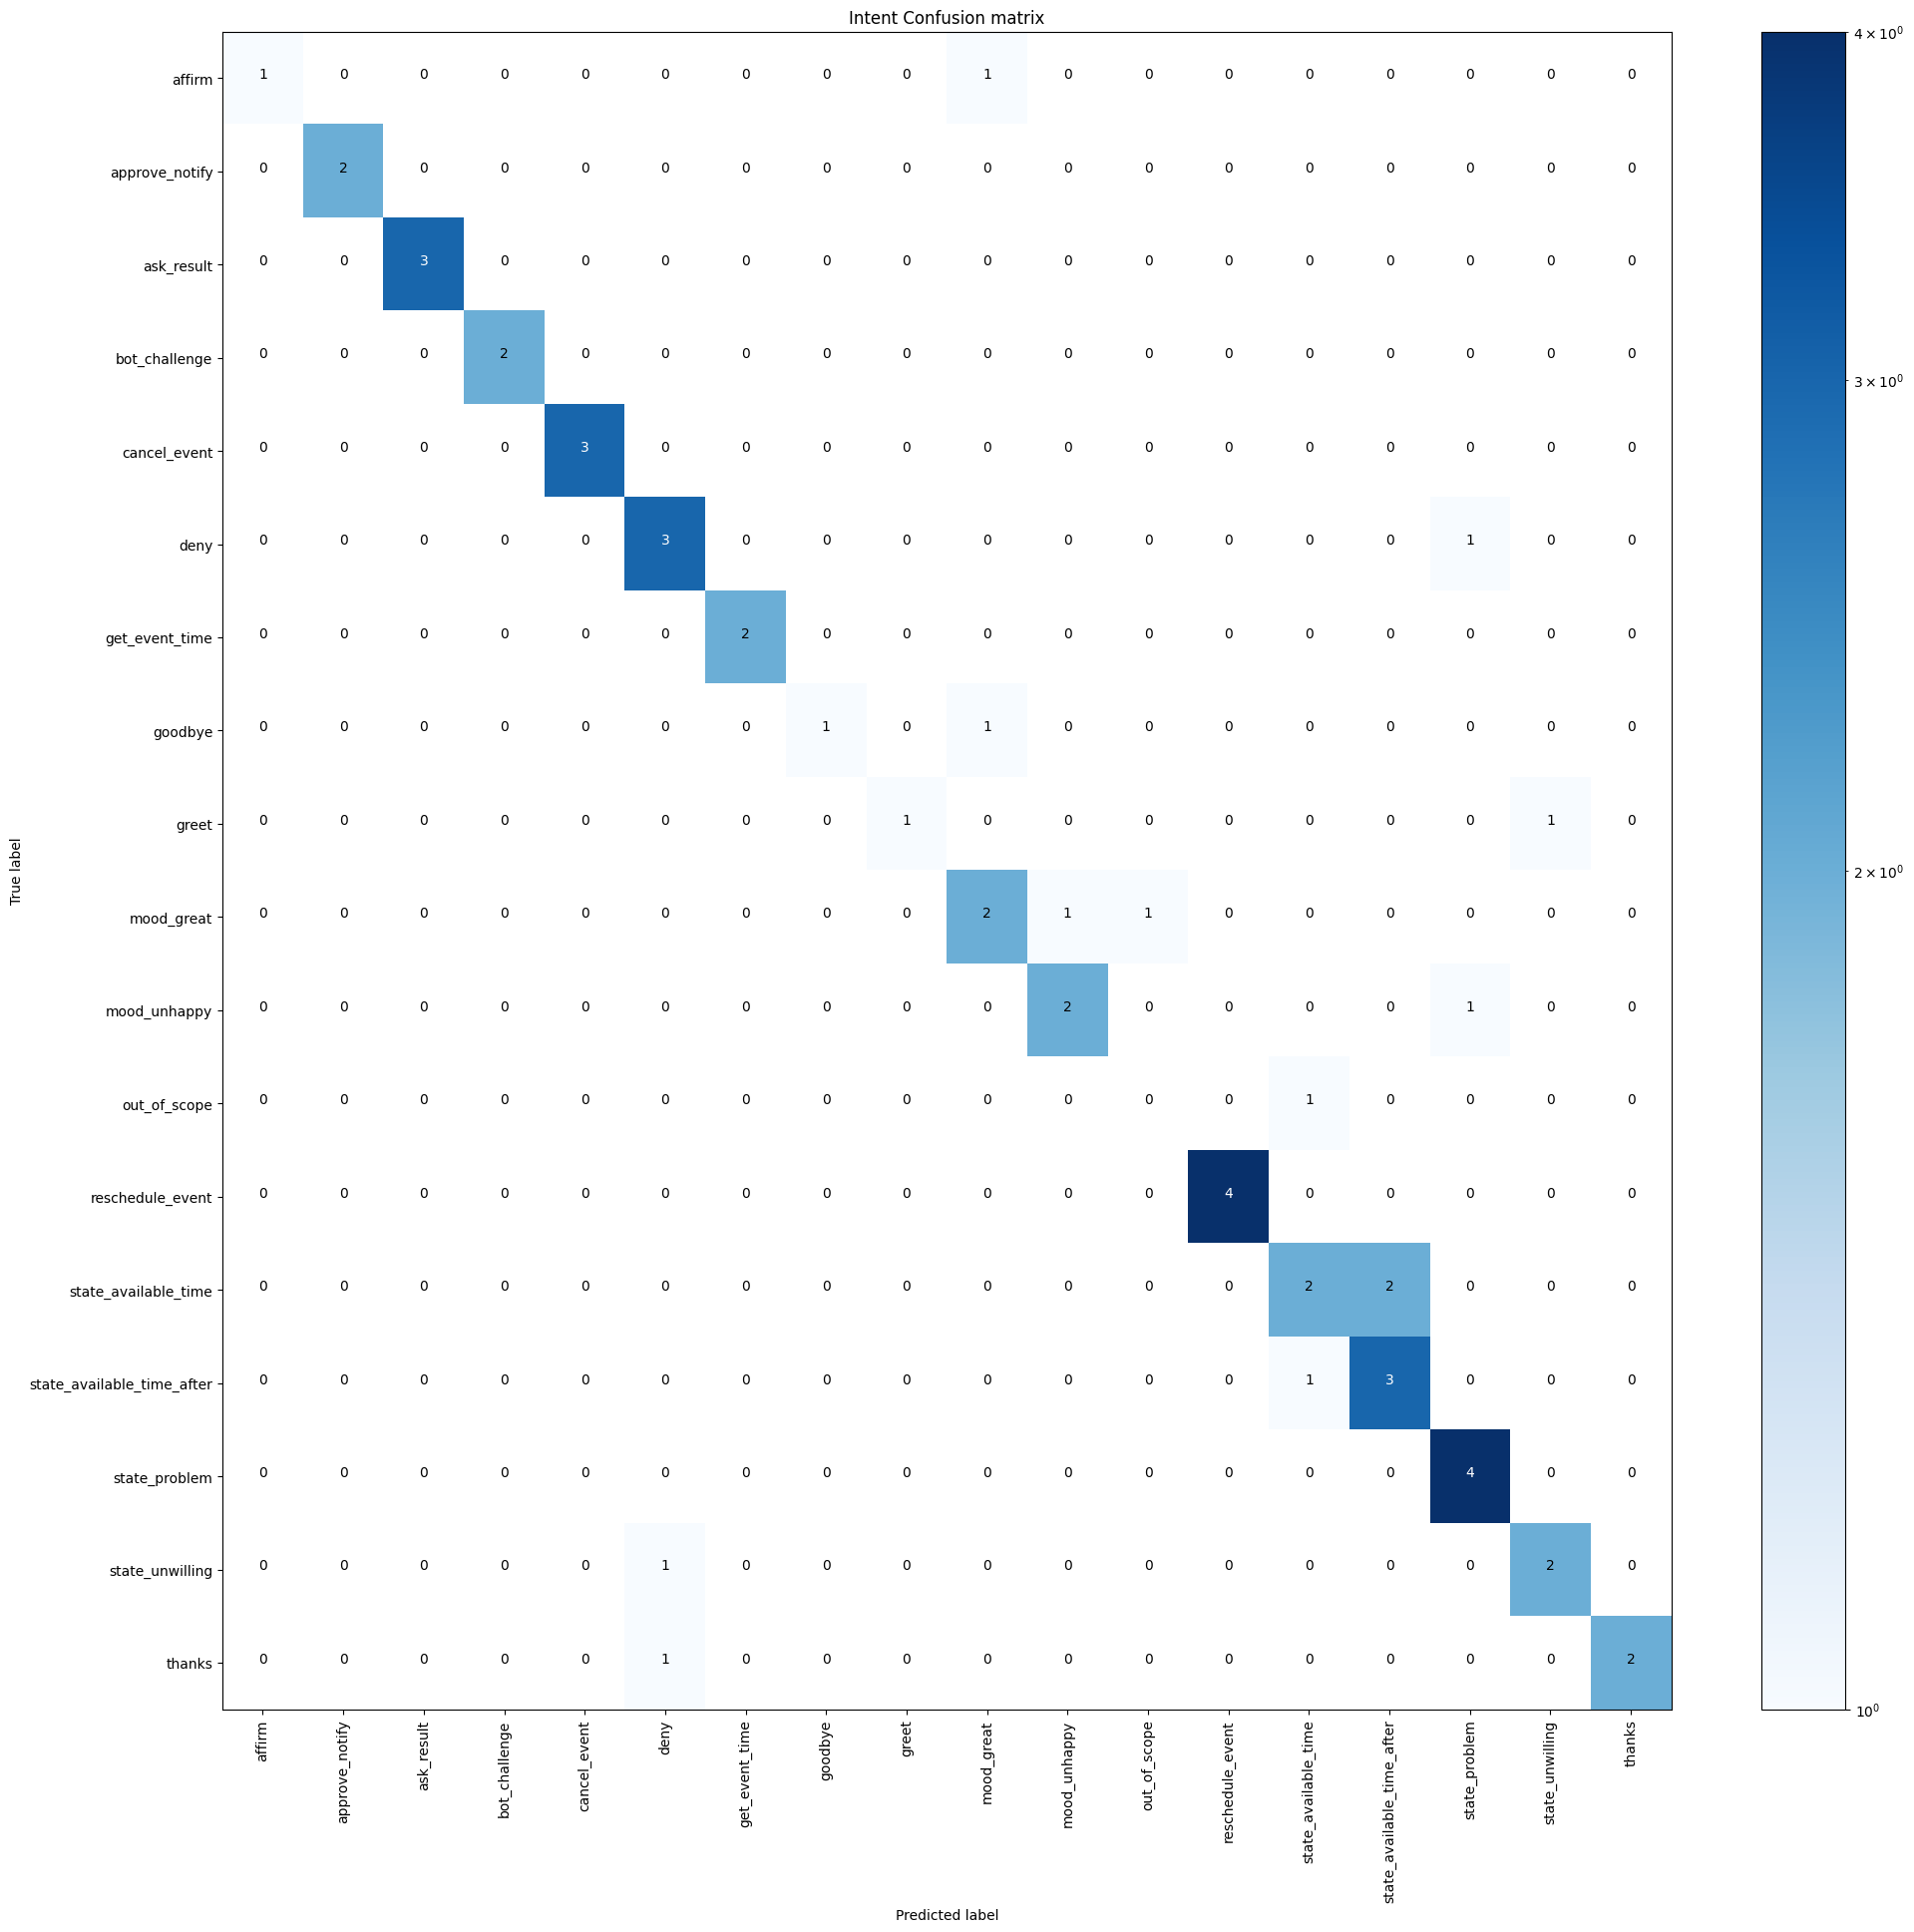 Intent Confusion matrix
affirm 1 0 0 0 0 0 0 0 0 1 0 0 0 0 0 0 0 0
approve_notify 0 2 0 0 0 0 0 0 0 0 0 0 0 0 0 0 0 0
ask_result 0 0 3 0 0 0 0 0 0 0 0 0 0 0 0 0 0 0
bot_challenge 0 0 0 2 0 0 0 0 0 0 0 0 0 0 0 0 0 0
cancel_event 0 0 0 0 3 0 0 0 0 0 0 0 0 0 0 0 0 0
deny 0 0 0 0 0 3 0 0 0 0 0 0 0 0 0 1 0 0
get_event_time 0 0 0 0 0 0 2 0 0 0 0 0 0 0 0 0 0 0
goodbye 0 0 0 0 0 0 0 1 0 1 0 0 0 0 0 0 0 0
greet 0 0 0 0 0 0 0 0 1 0 0 0 0 0 0 0 1 0
mood_great 0 0 0 0 0 0 0 0 0 2 1 1 0 0 0 0 0 0
mood_unhappy 0 0 0 0 0 0 0 0 0 0 2 0 0 0 0 1 0 0
out_of_scope 0 0 0 0 0 0 0 0 0 0 0 0 0 1 0 0 0 0
reschedule_event 0 0 0 0 0 0 0 0 0 0 0 0 4 0 0 0 0 0
state_available_time 0 0 0 0 0 0 0 0 0 0 0 0 0 2 2 0 0 0
state_available_time_after 0 0 0 0 0 0 0 0 0 0 0 0 0 1 3 0 0 0
state_problem 0 0 0 0 0 0 0 0 0 0 0 0 0 0 0 4 0 0
state_unwilling 0 0 0 0 0 1 0 0 0 0 0 0 0 0 0 0 2 0
thanks 0 0 0 0 0 1 0 0 0 0 0 0 0 0 0 0 0 2
True label
affirm
approve_notify
ask_result
bot_challenge
cancel_event
deny
get_event_time
goodbye
greet
mood_great
mood_unhappy
out_of_scope
reschedule_event
state_available_time
state_available_time_after
state_problem
state_unwilling
thanks
Predicted label
4 × 10⁰
3 × 10⁰
2 × 10⁰
10⁰